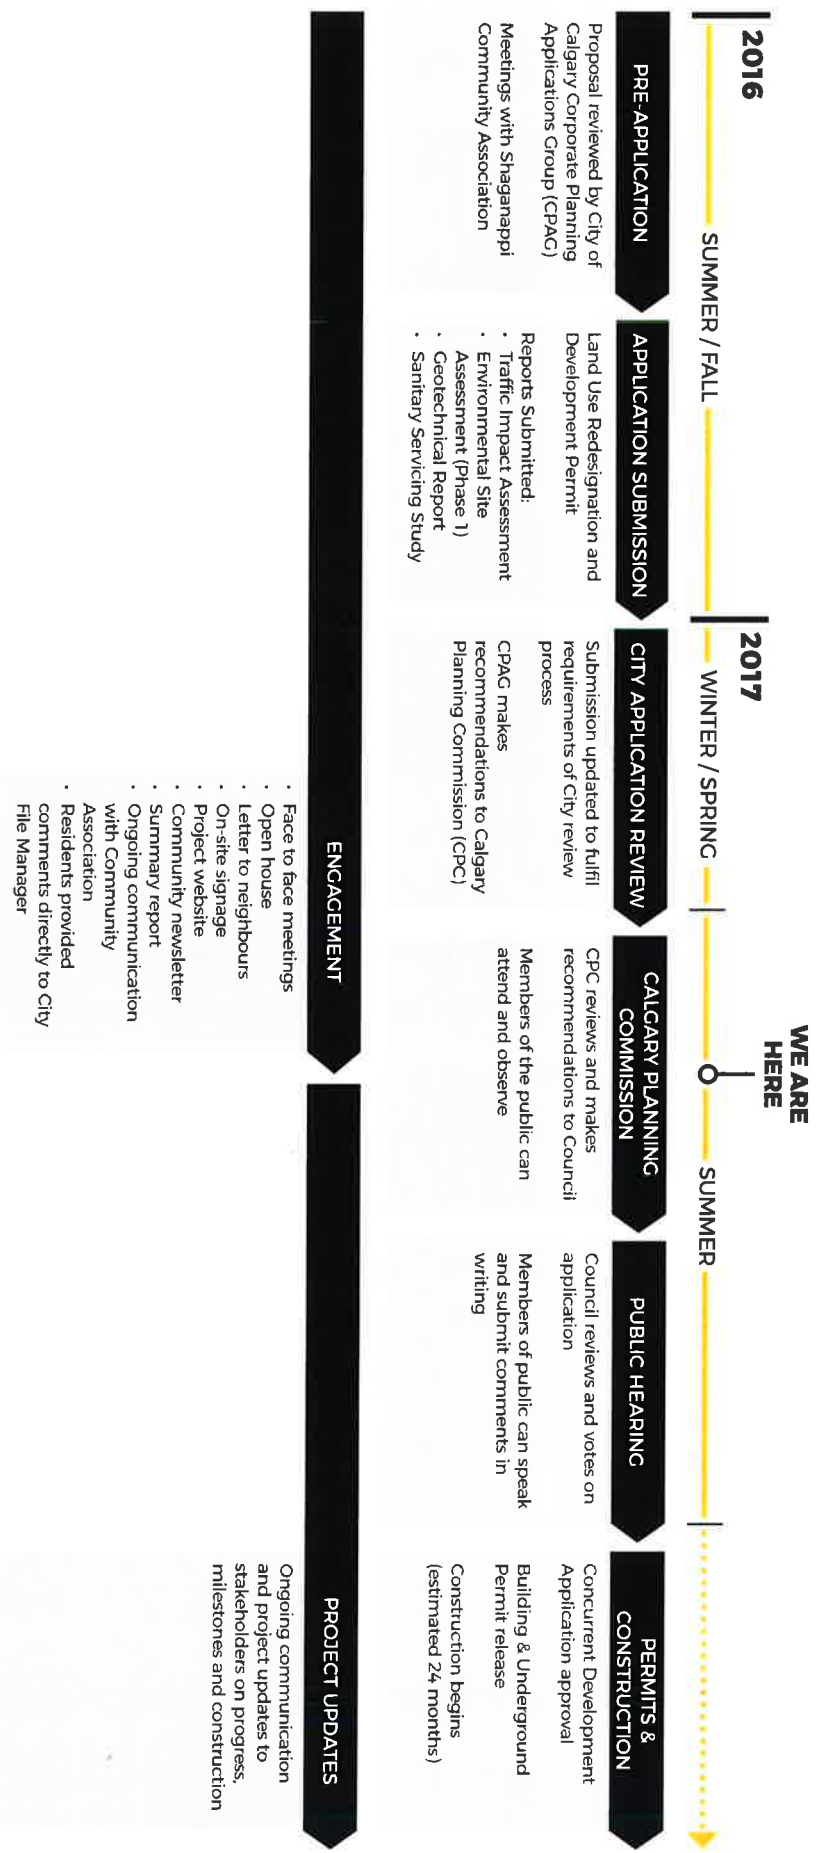 2016
2017
WE ARE
HERE
SUMMER / FALL
WINTER / SPRING
SUMMER
PRE-APPLICATION
Proposal reviewed by City of
Calgary Corporate Planning
Applications Group (CPAG)
Meetings with Shaganappi
Community Association
APPLICATION SUBMISSION
Land Use Redesignation and
Development Permit
Reports Submitted:
• Traffic Impact Assessment
• Environmental Site
Assessment (Phase 1)
• Geotechnical Report
• Sanitary Servicing Study
CITY APPLICATION REVIEW
Submission updated to fulfil
requirements of City review
process
CPAG makes
recommendations to Calgary
Planning Commission (CPC)
CALGARY PLANNING
COMMISSION
CPC reviews and makes
recommendations to Council
Members of the public can
attend and observe
PUBLIC HEARING
Council reviews and votes on
application
Members of public can speak
and submit comments in
writing
PERMITS &
CONSTRUCTION
Concurrent Development
Application approval
Building & Underground
Permit release
Construction begins
(estimated 24 months)
ENGAGEMENT
• Face to face meetings
• Open house
• Letter to neighbours
• On-site signage
• Project website
• Community newsletter
• Summary report
• Ongoing communication
with Community
Association
• Residents provided
comments directly to City
File Manager
PROJECT UPDATES
Ongoing communication
and project updates to
stakeholders on progress,
milestones and construction